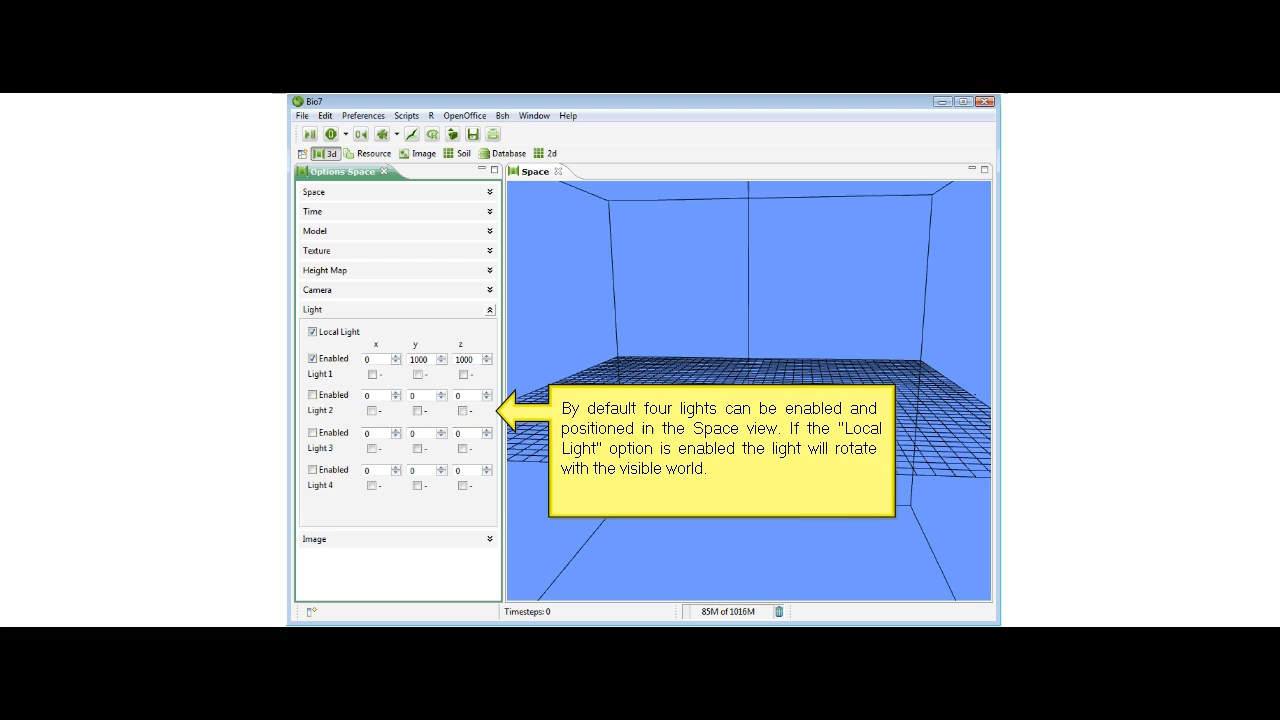 Bio7
File Edit Preferences Scripts R OpenOffice Bsh Window Help
3d Resource Image Soil Database 2d
Options Space
Space
Space
Time
Model
Texture
Height Map
Camera
Light
Local Light
x y z
Enabled 0 1000 1000
Light 1 - - -
Enabled 0 0 0
Light 2 - - -
Enabled 0 0 0
Light 3 - - -
Enabled 0 0 0
Light 4 - - -
Image
By default four lights can be enabled and
positioned in the Space view. If the "Local
Light" option is enabled the light will rotate
with the visible world.
Timesteps: 0
85M of 1016M